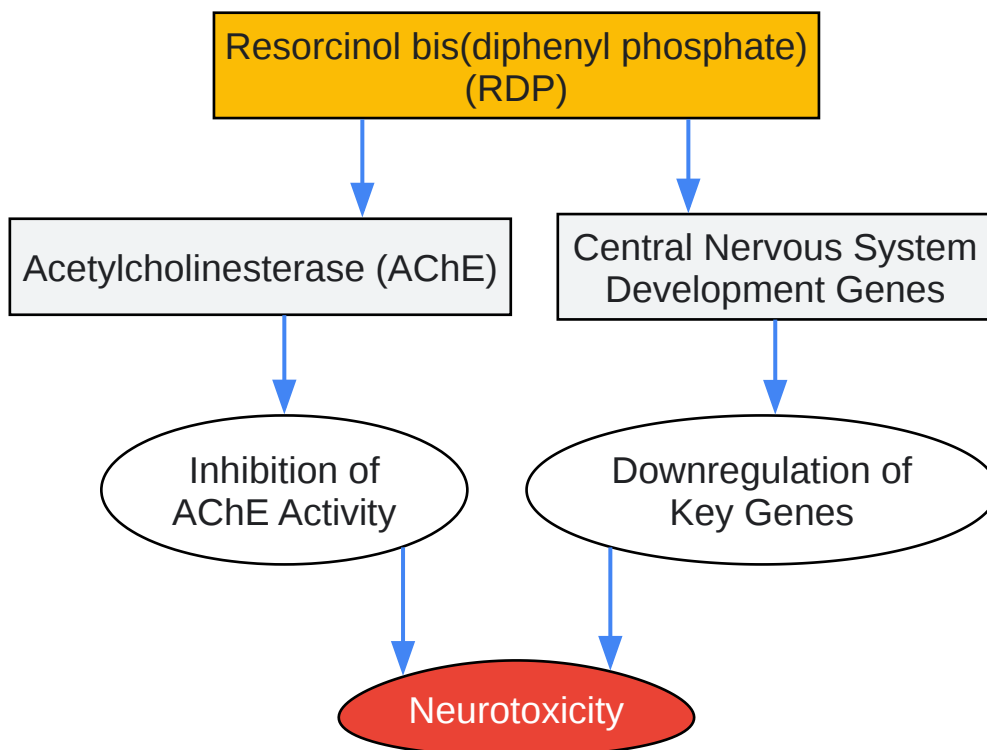 Resorcinol bis(diphenyl phosphate)
(RDP)
Acetylcholinesterase (AChE)
Central Nervous System
Development Genes
Inhibition of
AChE Activity
Downregulation of
Key Genes
Neurotoxicity